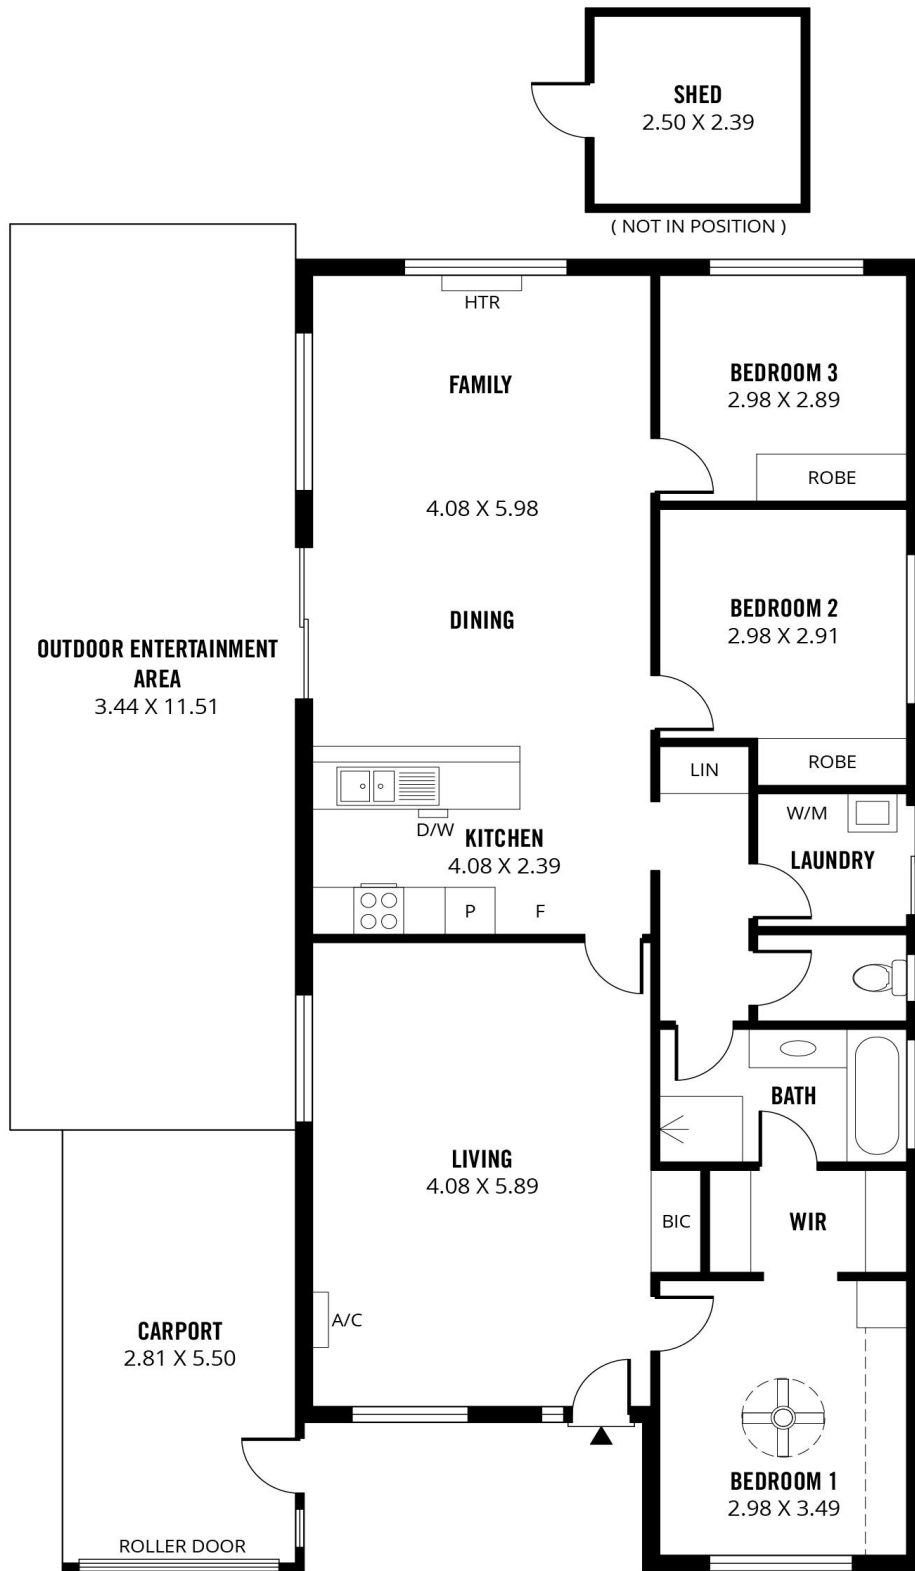 SHED
2.50 X 2.39
( NOT IN POSITION )
HTR
FAMILY
BEDROOM 3
2.98 X 2.89
ROBE
4.08 X 5.98
DINING
BEDROOM 2
2.98 X 2.91
OUTDOOR ENTERTAINMENT
AREA
3.44 X 11.51
LIN
ROBE
W/M
D/W
KITCHEN
4.08 X 2.39
LAUNDRY
P
F
BATH
LIVING
4.08 X 5.89
BIC
WIR
A/C
CARPORT
2.81 X 5.50
BEDROOM 1
2.98 X 3.49
ROLLER DOOR